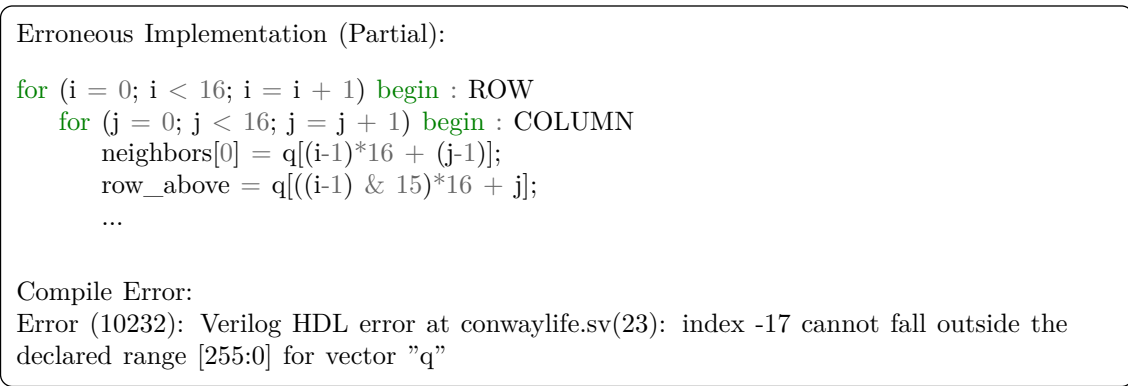 Erroneous Implementation (Partial):
for (i = 0; i < 16; i = i + 1) begin : ROW
for (j = 0; j < 16; j = j + 1) begin : COLUMN
neighbors[0] = q[(i-1)*16 + (j-1)];
row_above = q[((i-1) & 15)*16 + j];
...
Compile Error:
Error (10232): Verilog HDL error at conwaylife.sv(23): index -17 cannot fall outside the
declared range [255:0] for vector ”q”